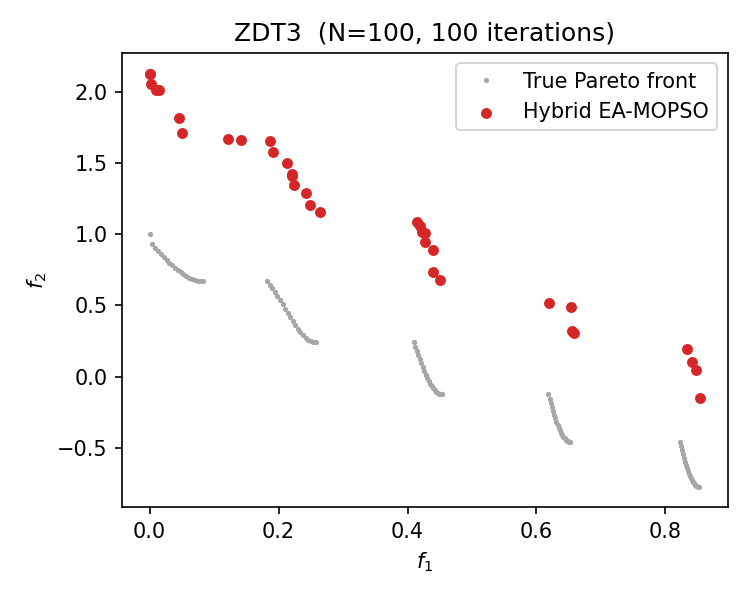 ZDT3  (N=100, 100 iterations)
True Pareto front
Hybrid EA-MOPSO
2.0
1.5
1.0
0.5
0.0
−0.5
f₂
0.0 0.2 0.4 0.6 0.8
f₁